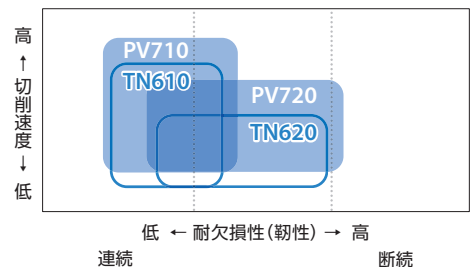 高
↑
切削速度
↓
低
PV710
TN610
PV720
TN620
低 ← 耐欠損性(靭性) → 高
連続 断続